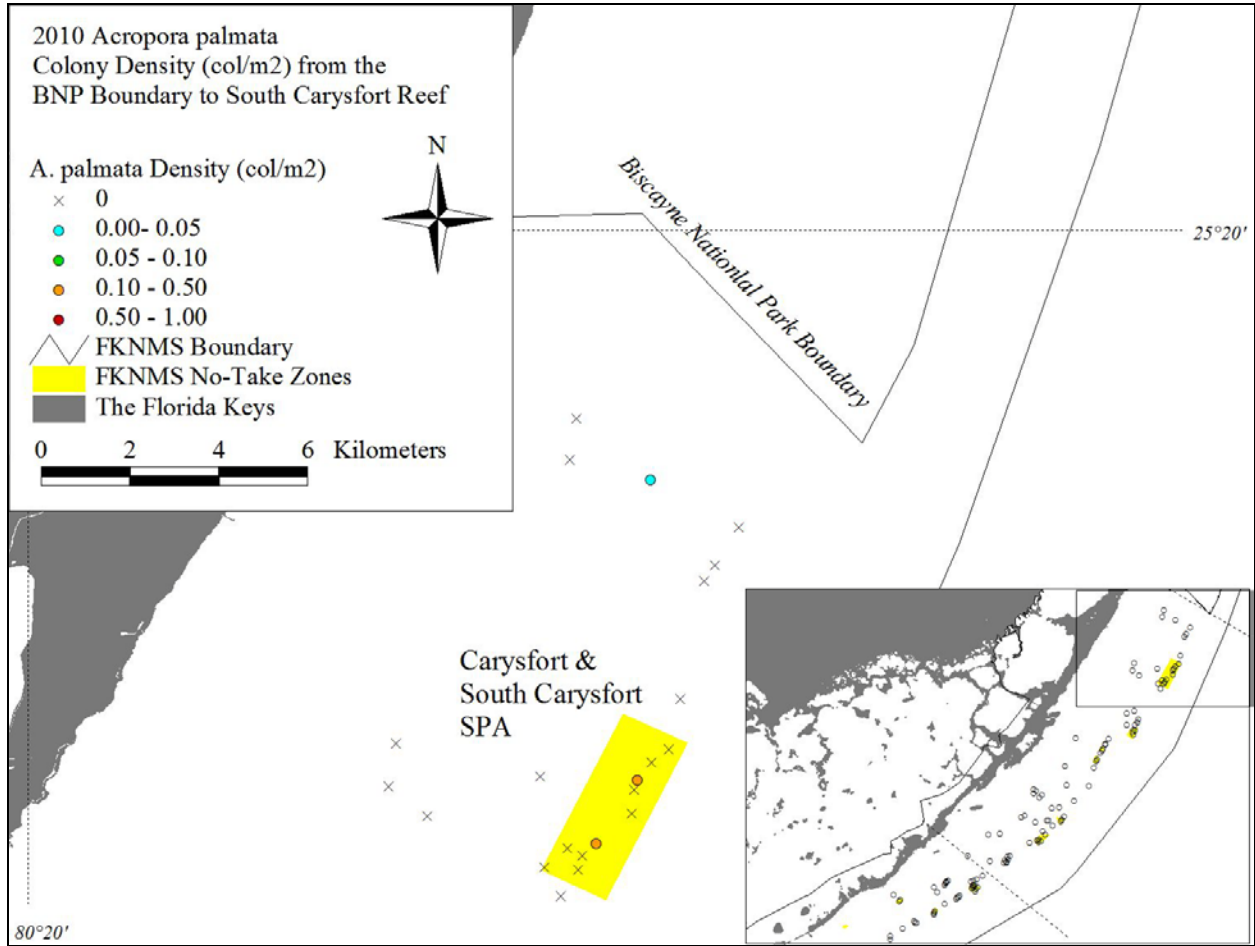 2010 Acropora palmata
Colony Density (col/m2) from the
BNP Boundary to South Carysfort Reef
N
A. palmata Density (col/m2)
0
0.00- 0.05
0.05 - 0.10
0.10 - 0.50
0.50 - 1.00
FKNMS Boundary
FKNMS No-Take Zones
The Florida Keys
0 2 4 6 Kilometers
Biscayne Nationlal Park Boundary
25°20'
Carysfort &
South Carysfort
SPA
80°20'